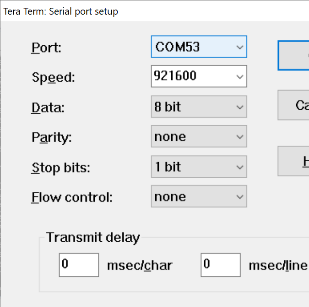 Tera Term: Serial port setup
Port: COM53
Speed: 921600
Data: 8 bit
Parity: none
Stop bits: 1 bit
Flow control: none
Transmit delay
0 msec/char 0 msec/line